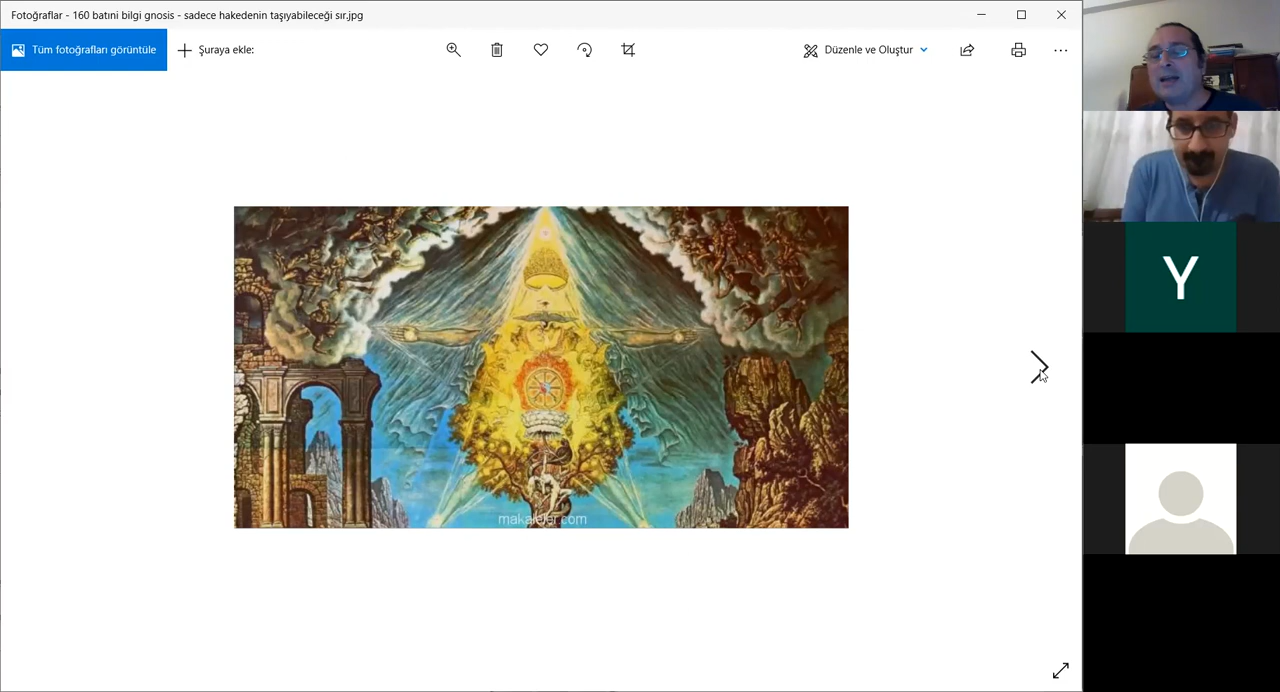 Fotoğraflar - 160 batıni bilgi gnosis - sadece hakedenin taşıyabileceği sır.jpg
Tüm fotoğrafları görüntüle
Şuraya ekle:
Düzenle ve Oluştur
Y
makaleler.com